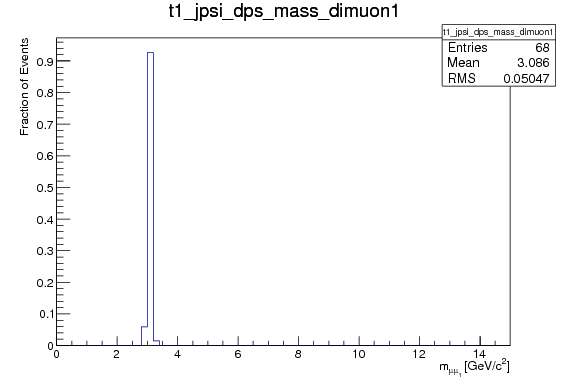 t1_jpsi_dps_mass_dimuon1
t1_jpsi_dps_mass_dimuon1
Entries 68
Mean 3.086
RMS 0.05047
Fraction of Events
0.9
0.8
0.7
0.6
0.5
0.4
0.3
0.2
0.1
0
0 2 4 6 8 10 12 14
mμμ1 [GeV/c²]